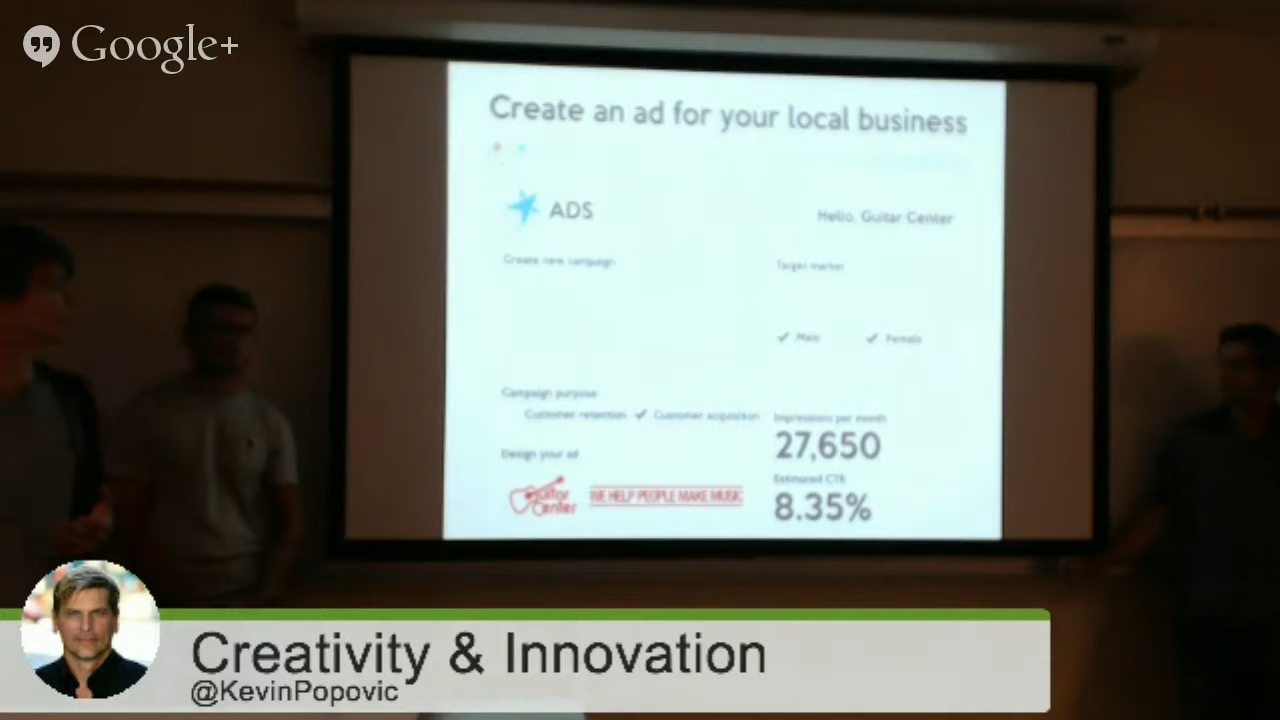 Google+
Create an ad for your local business
ADS
Hello, Guitar Center
Create new campaign
Target market
✓ Male ✓ Female
Campaign purpose
Customer retention ✓ Customer acquisition
Impressions per month
27,650
Design your ad
Estimated CTR
Guitar Center
WE HELP PEOPLE MAKE MUSIC
8.35%
Creativity & Innovation
@KevinPopovic